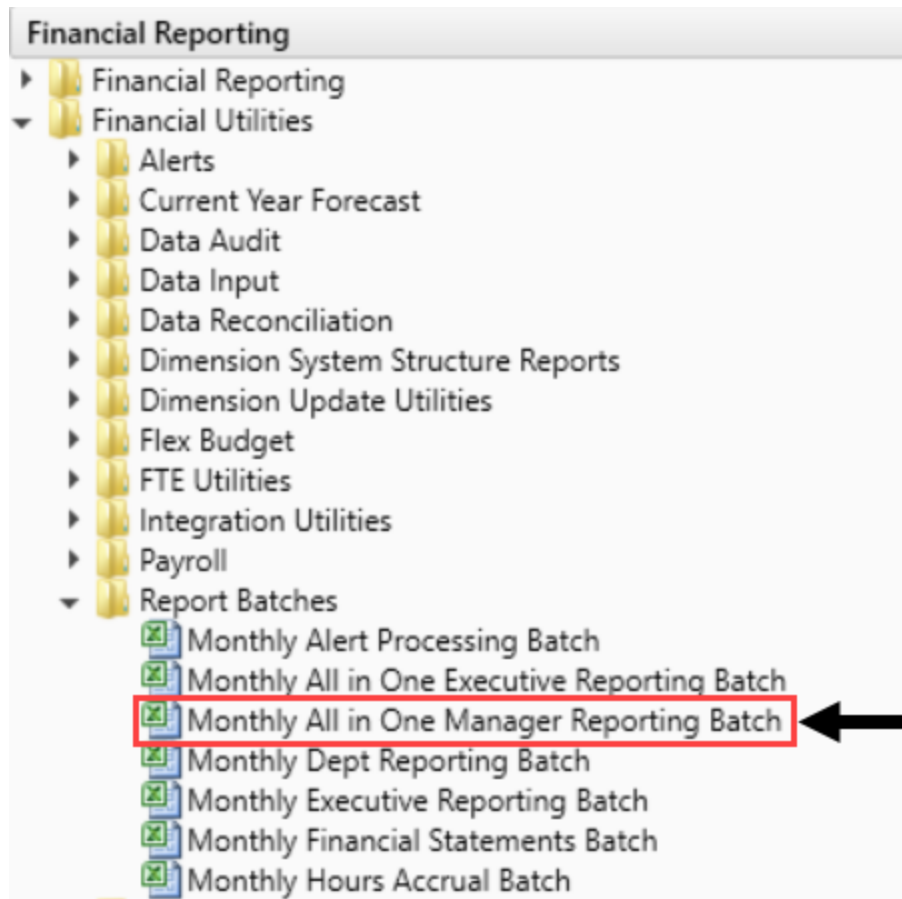 Financial Reporting
Financial Reporting
Financial Utilities
Alerts
Current Year Forecast
Data Audit
Data Input
Data Reconciliation
Dimension System Structure Reports
Dimension Update Utilities
Flex Budget
FTE Utilities
Integration Utilities
Payroll
Report Batches
Monthly Alert Processing Batch
Monthly All in One Executive Reporting Batch
Monthly All in One Manager Reporting Batch
Monthly Dept Reporting Batch
Monthly Executive Reporting Batch
Monthly Financial Statements Batch
Monthly Hours Accrual Batch